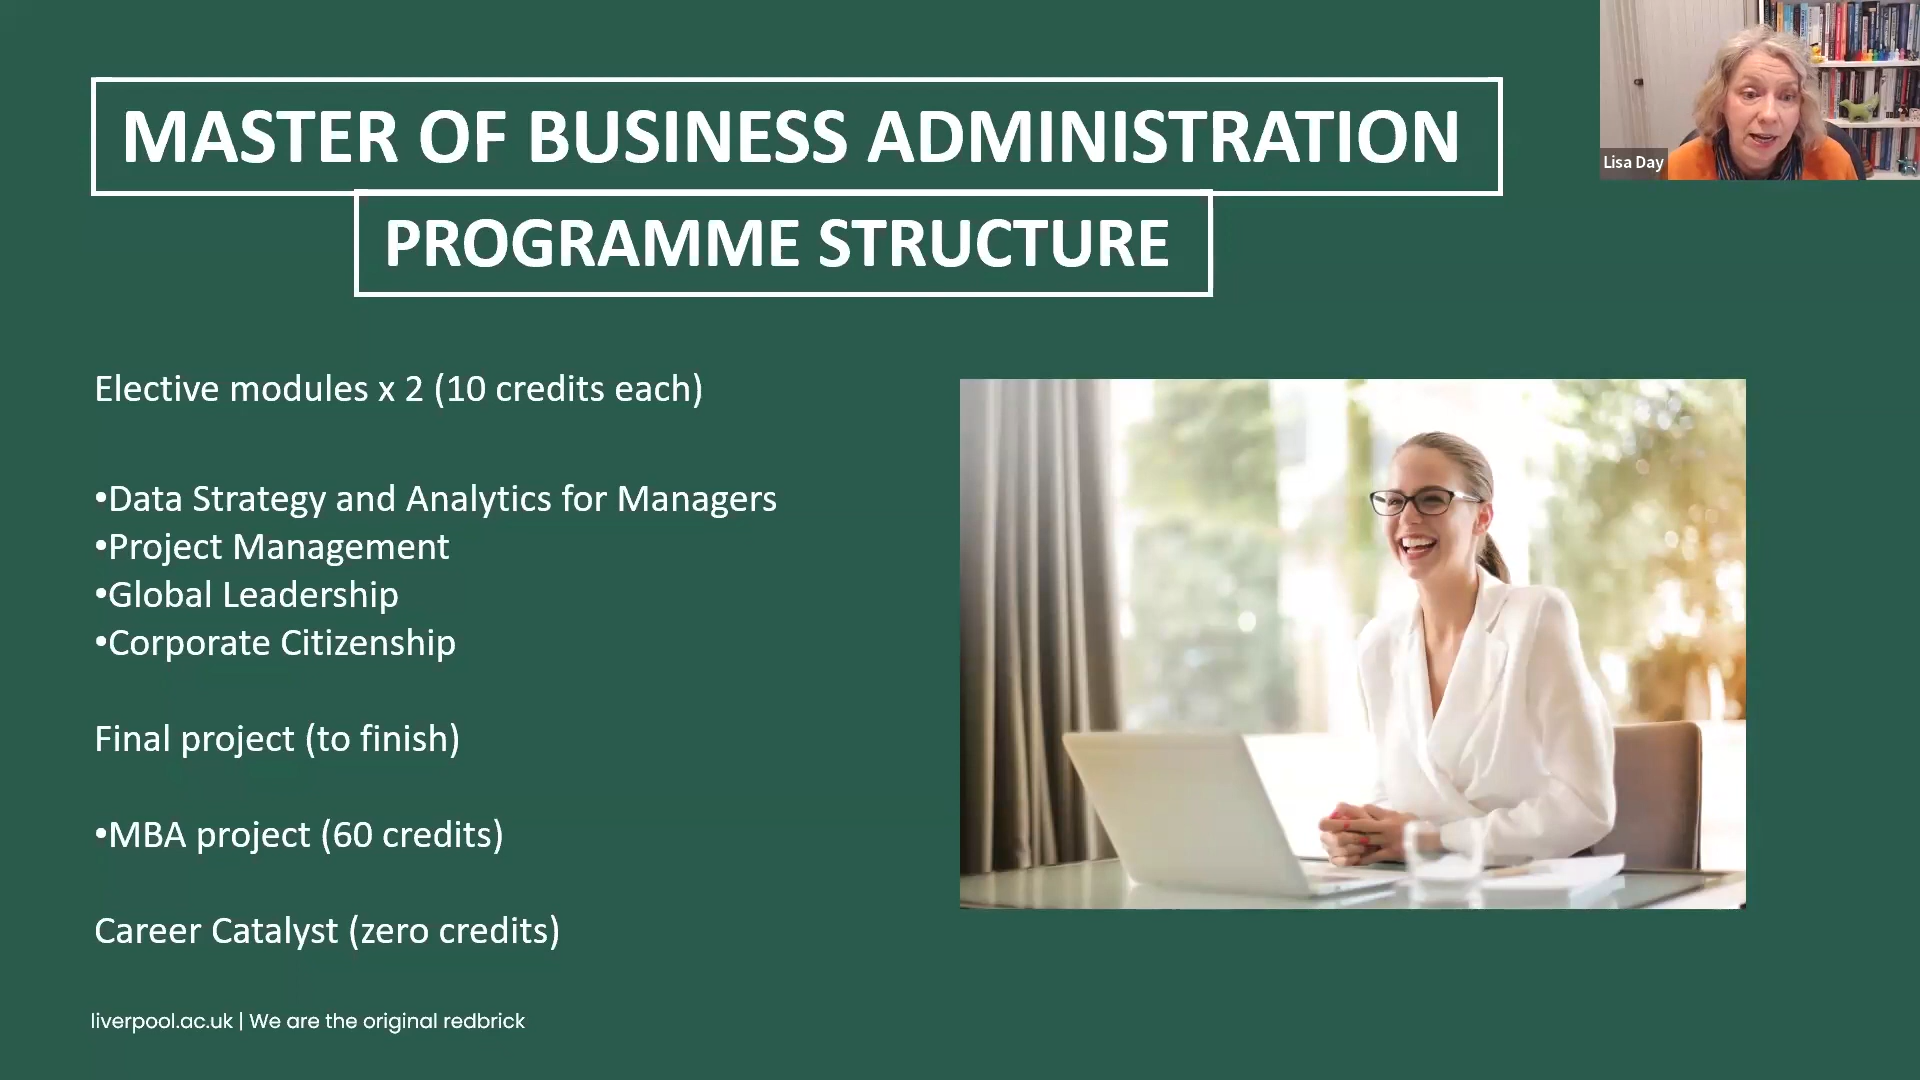 MASTER OF BUSINESS ADMINISTRATION
PROGRAMME STRUCTURE
Lisa Day
Elective modules x 2 (10 credits each)
•Data Strategy and Analytics for Managers
•Project Management
•Global Leadership
•Corporate Citizenship
Final project (to finish)
•MBA project (60 credits)
Career Catalyst (zero credits)
liverpool.ac.uk | We are the original redbrick